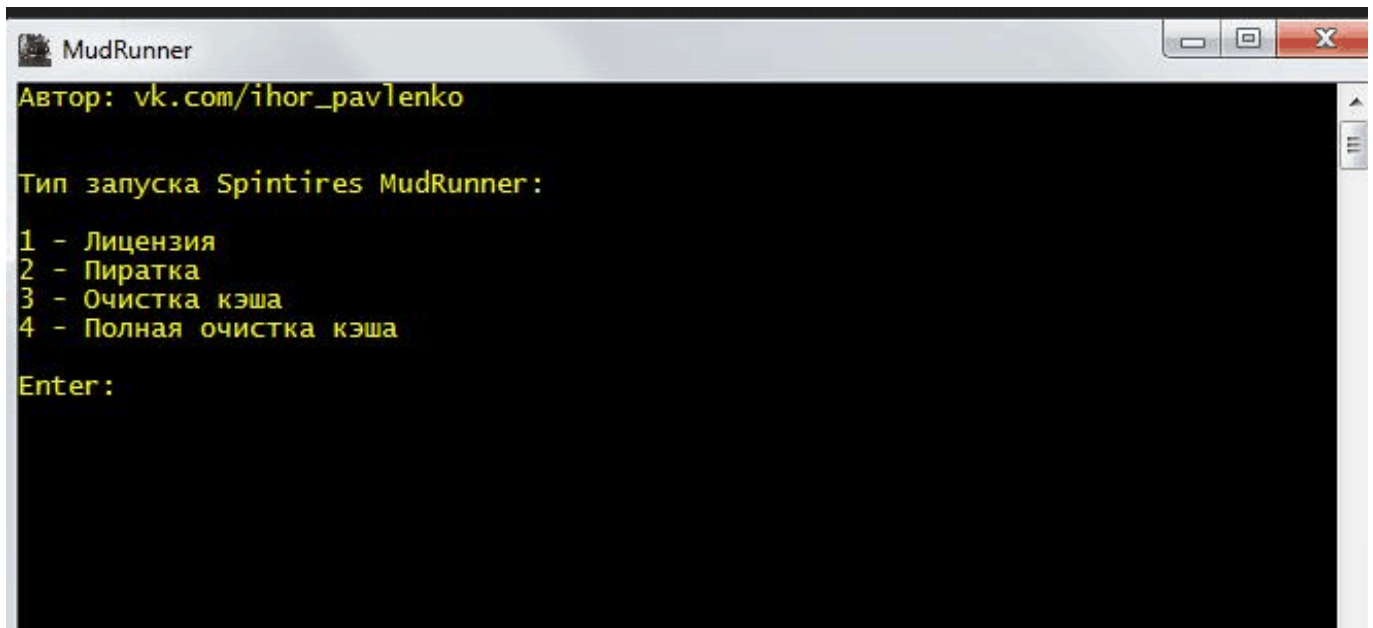 MudRunner
Автор: vk.com/ihor_pavlenko
Тип запуска Spintires MudRunner:
1 - Лицензия
2 - Пиратка
3 - Очистка кэша
4 - Полная очистка кэша
Enter: